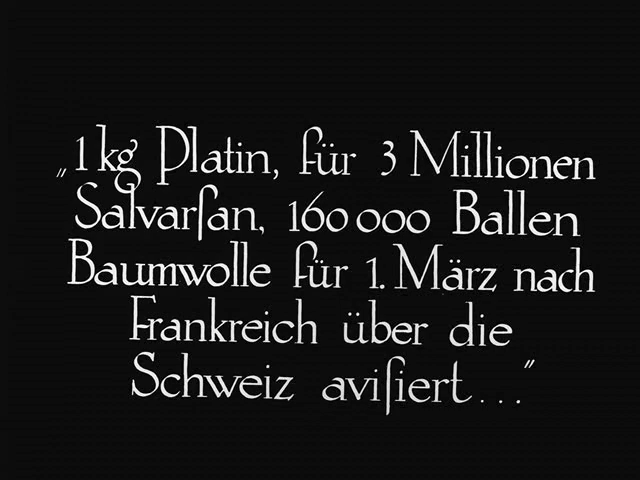 „1 kg Platin, für 3 Millionen
Salvarſan, 160 000 Ballen
Baumwolle für 1. März nach
Frankreich über die
Schweiz aviſiert..."